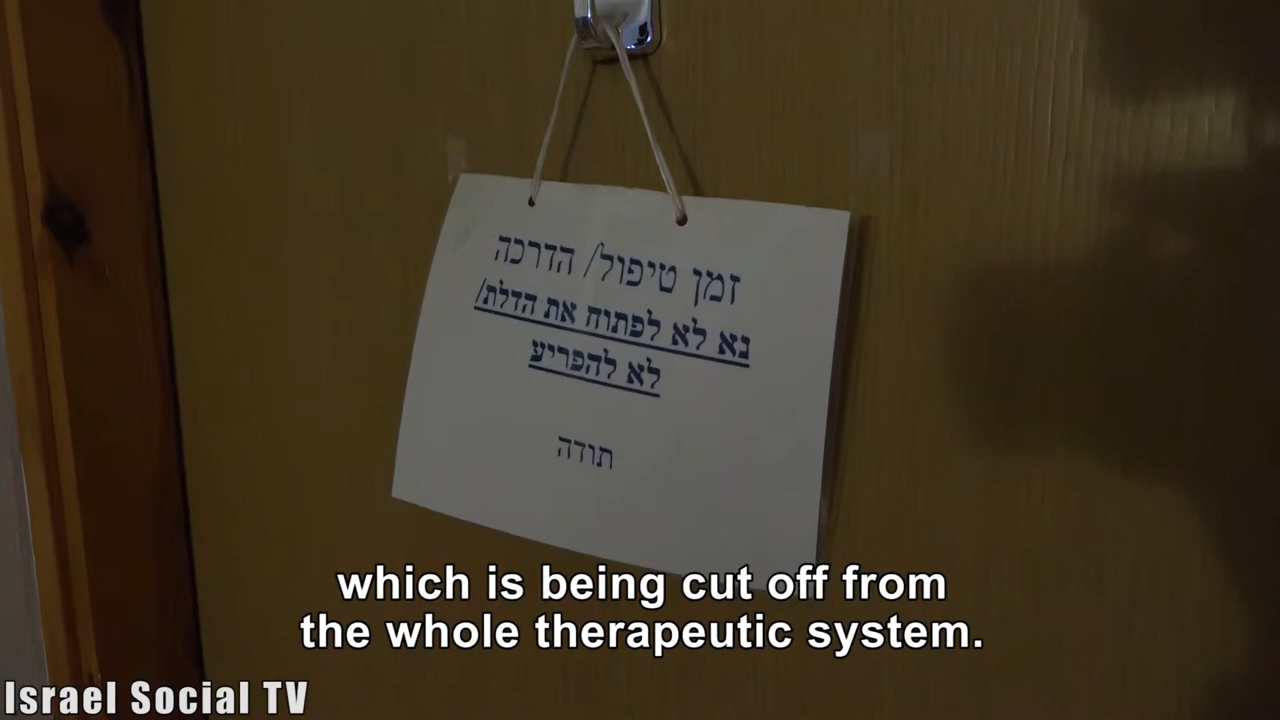 זמן טיפול/ הדרכה
נא לא לפתוח את הדלת/
לא להפריע
תודה
which is being cut off from
the whole therapeutic system.
Israel Social TV